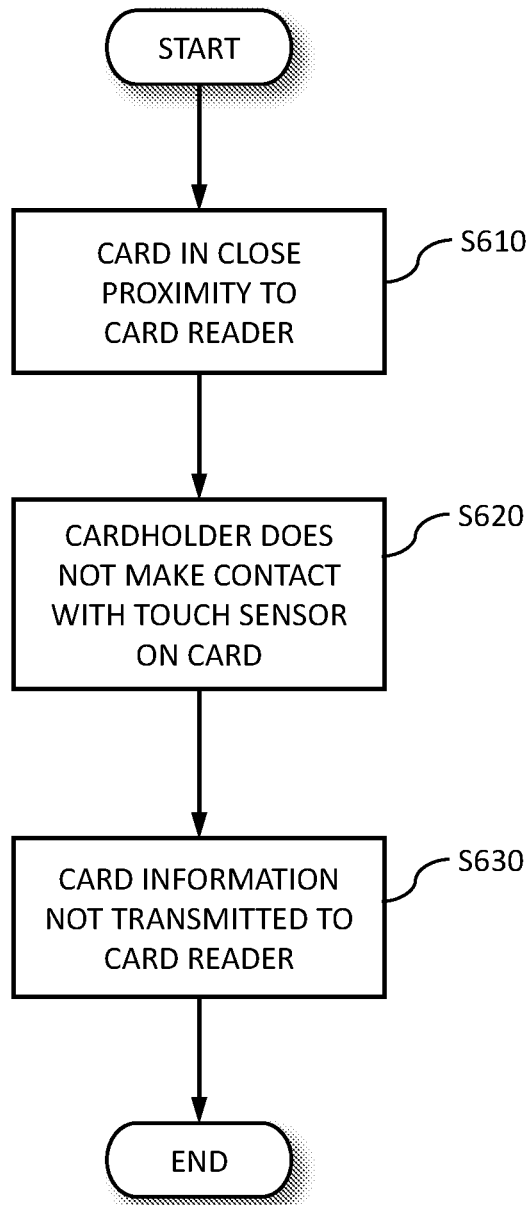 START
CARD IN CLOSE
PROXIMITY TO
CARD READER
S610
CARDHOLDER DOES
NOT MAKE CONTACT
WITH TOUCH SENSOR
ON CARD
S620
CARD INFORMATION
NOT TRANSMITTED TO
CARD READER
S630
END